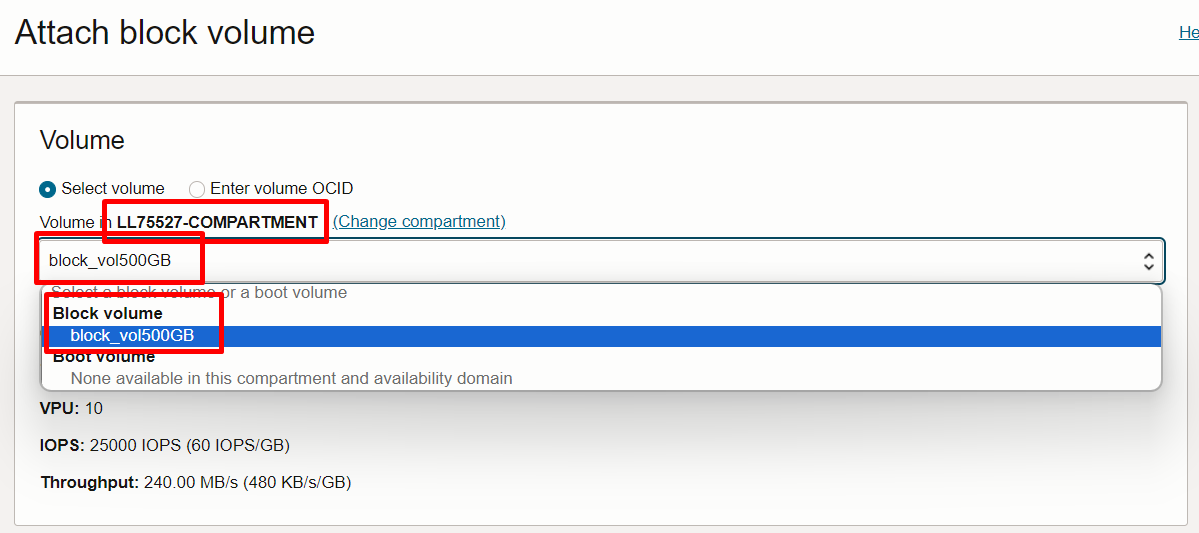 Attach block volume
He
Volume
Select volume Enter volume OCID
Volume in LL75527-COMPARTMENT (Change compartment)
block_vol500GB
Select a block volume or a boot volume
Block volume
block_vol500GB
Boot volume
None available in this compartment and availability domain
VPU: 10
IOPS: 25000 IOPS (60 IOPS/GB)
Throughput: 240.00 MB/s (480 KB/s/GB)